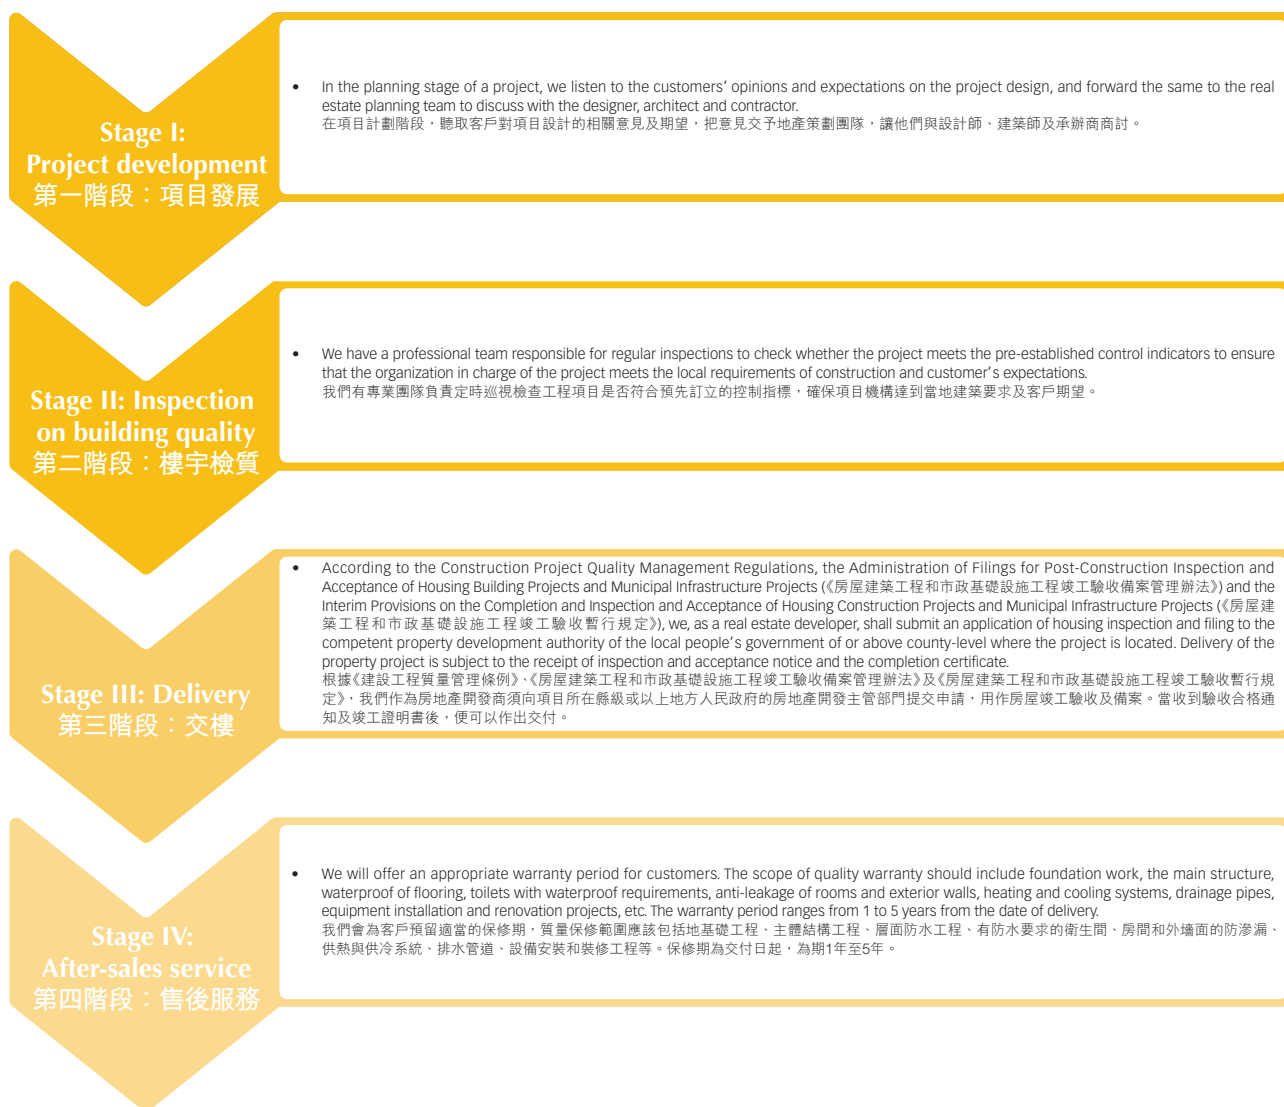 Stage I:
Project development
第一階段：項目發展
• In the planning stage of a project, we listen to the customers' opinions and expectations on the project design, and forward the same to the real
estate planning team to discuss with the designer, architect and contractor.
在項目計劃階段，聽取客戶對項目設計的相關意見及期望，把意見交予地產策劃團隊，讓他們與設計師、建築師及承辦商商討。
Stage II: Inspection
on building quality
第二階段：樓宇檢質
• We have a professional team responsible for regular inspections to check whether the project meets the pre-established control indicators to ensure
that the organization in charge of the project meets the local requirements of construction and customer's expectations.
我們有專業團隊負責定時巡視檢查工程項目是否符合預先訂立的控制指標，確保項目機構達到當地建築要求及客戶期望。
Stage III: Delivery
第三階段：交樓
• According to the Construction Project Quality Management Regulations, the Administration of Filings for Post-Construction Inspection and
Acceptance of Housing Building Projects and Municipal Infrastructure Projects (《房屋建築工程和市政基礎設施工程竣工驗收備案管理辦法》) and the
Interim Provisions on the Completion and Inspection and Acceptance of Housing Construction Projects and Municipal Infrastructure Projects (《房屋建
築工程和市政基礎設施工程竣工驗收暫行規定》), we, as a real estate developer, shall submit an application of housing inspection and filing to the
competent property development authority of the local people's government of or above county-level where the project is located. Delivery of the
property project is subject to the receipt of inspection and acceptance notice and the completion certificate.
根據《建設工程質量管理條例》、《房屋建築工程和市政基礎設施工程竣工驗收備案管理辦法》及《房屋建築工程和市政基礎設施工程竣工驗收暫行規
定》，我們作為房地產開發商須向項目所在縣級或以上地方人民政府的房地產開發主管部門提交申請，用作房屋竣工驗收及備案。當收到驗收合格通
知及竣工證明書後，便可以作出交付。
Stage IV:
After-sales service
第四階段：售後服務
• We will offer an appropriate warranty period for customers. The scope of quality warranty should include foundation work, the main structure,
waterproof of flooring, toilets with waterproof requirements, anti-leakage of rooms and exterior walls, heating and cooling systems, drainage pipes,
equipment installation and renovation projects, etc. The warranty period ranges from 1 to 5 years from the date of delivery.
我們會為客戶預留適當的保修期，質量保修範圍應該包括地基礎工程、主體結構工程、層面防水工程、有防水要求的衛生間、房間和外墻面的防滲漏、
供熱與供冷系統、排水管道、設備安裝和裝修工程等。保修期為交付日起，為期1年至5年。